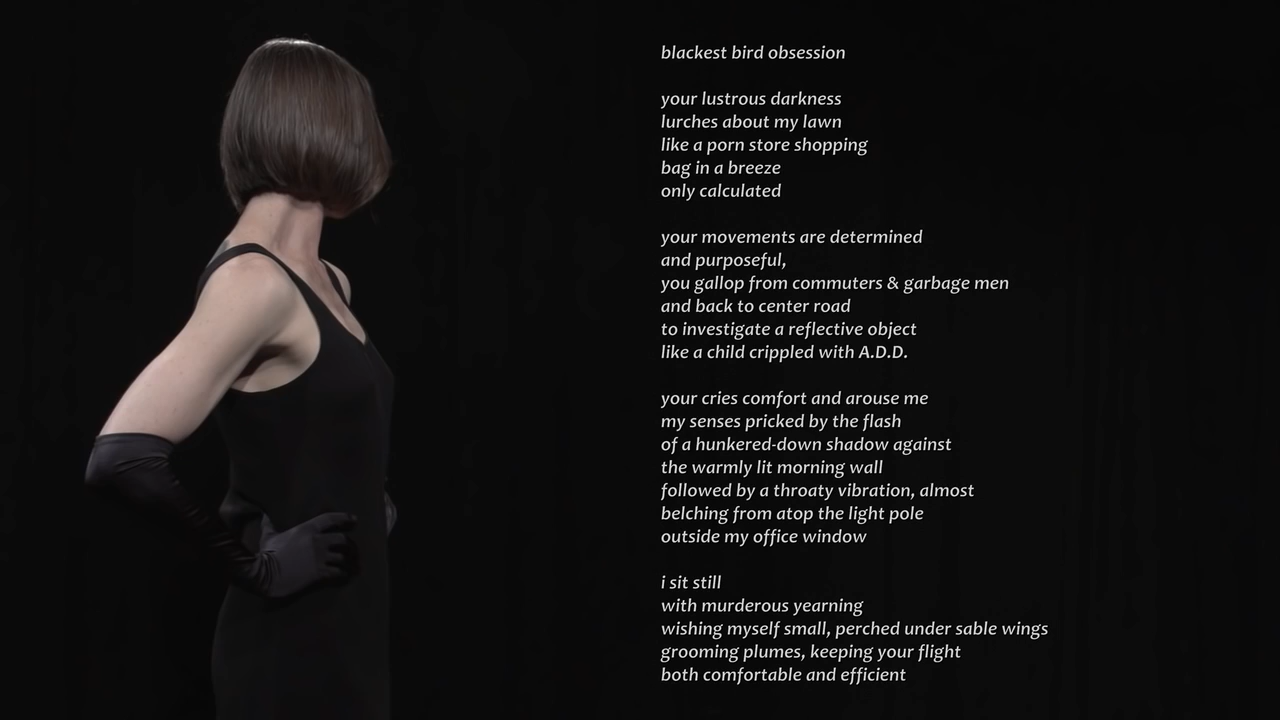 blackest bird obsession
your lustrous darkness
lurches about my lawn
like a porn store shopping
bag in a breeze
only calculated
your movements are determined
and purposeful,
you gallop from commuters & garbage men
and back to center road
to investigate a reflective object
like a child crippled with A.D.D.
your cries comfort and arouse me
my senses pricked by the flash
of a hunkered-down shadow against
the warmly lit morning wall
followed by a throaty vibration, almost
belching from atop the light pole
outside my office window
i sit still
with murderous yearning
wishing myself small, perched under sable wings
grooming plumes, keeping your flight
both comfortable and efficient